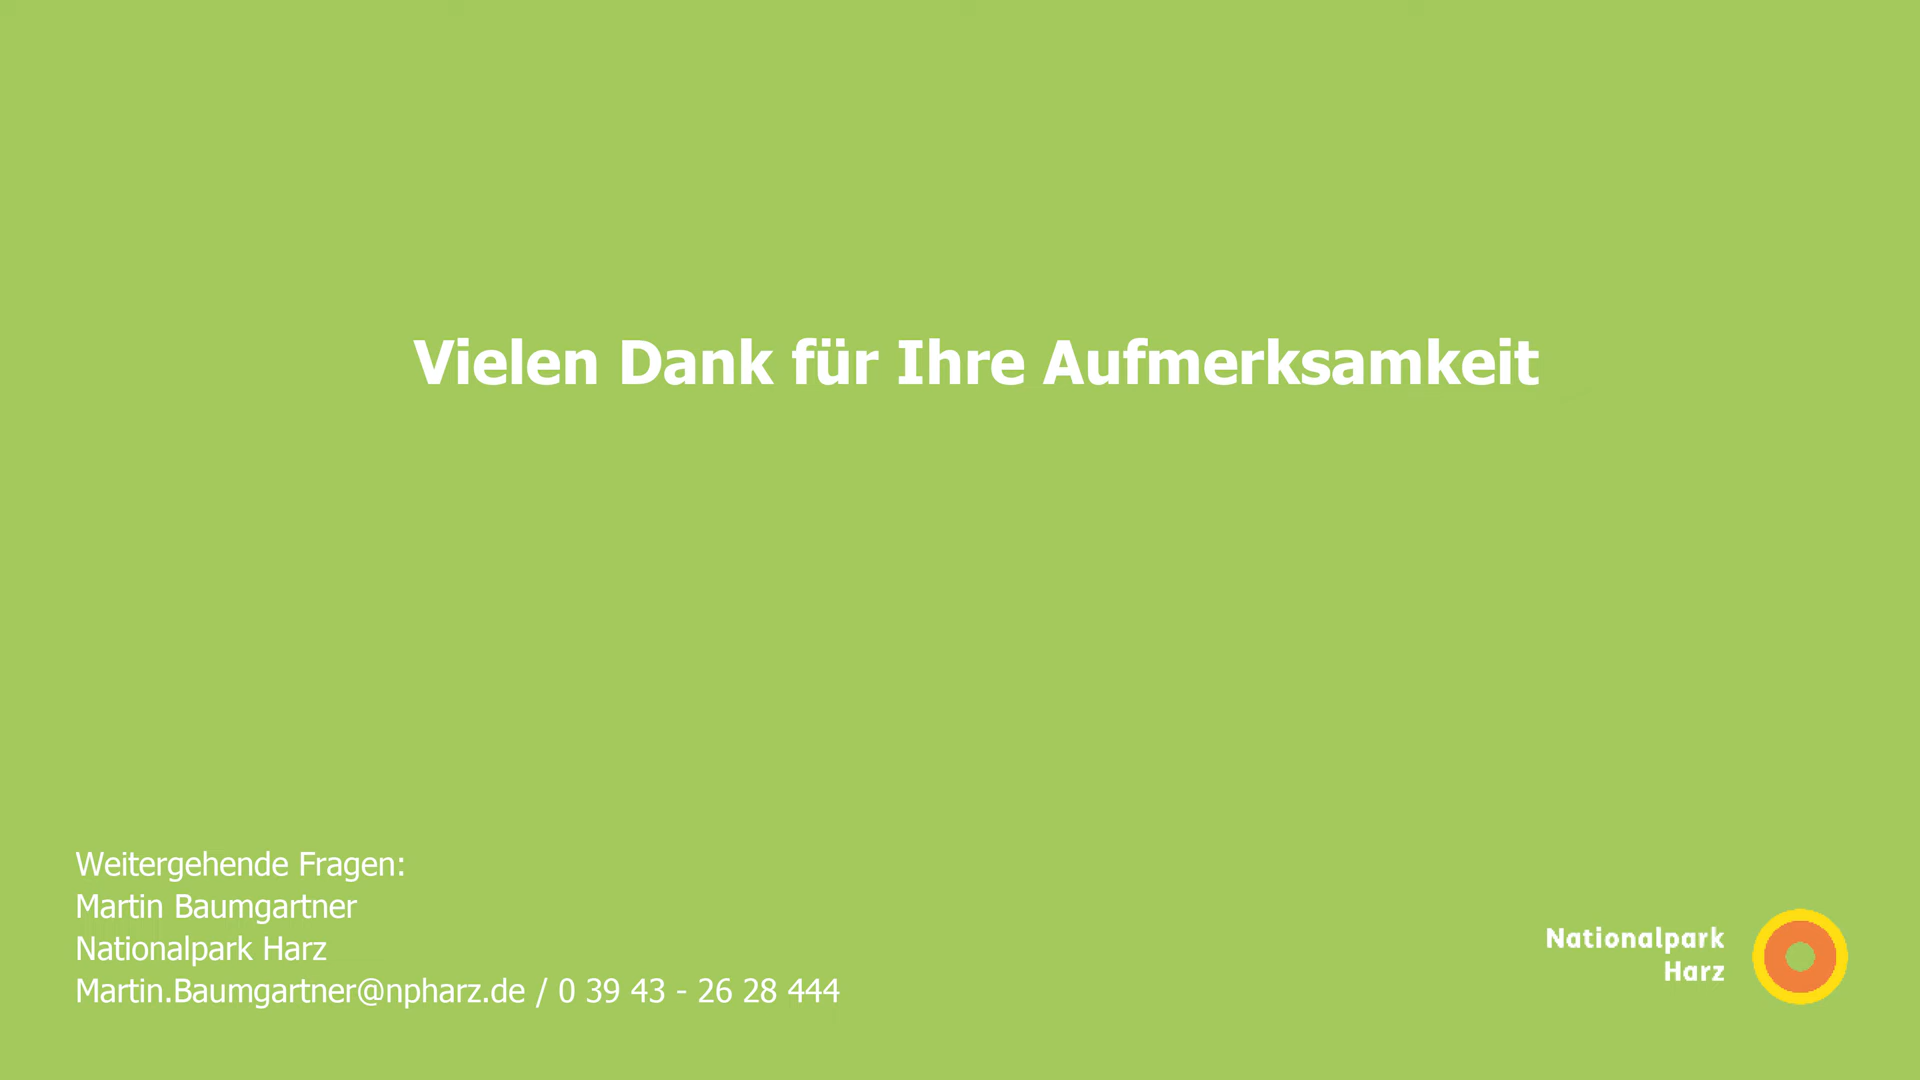 Vielen Dank für Ihre Aufmerksamkeit
Weitergehende Fragen:
Martin Baumgartner
Nationalpark Harz
Martin.Baumgartner@npharz.de / 0 39 43 - 26 28 444
Nationalpark
Harz